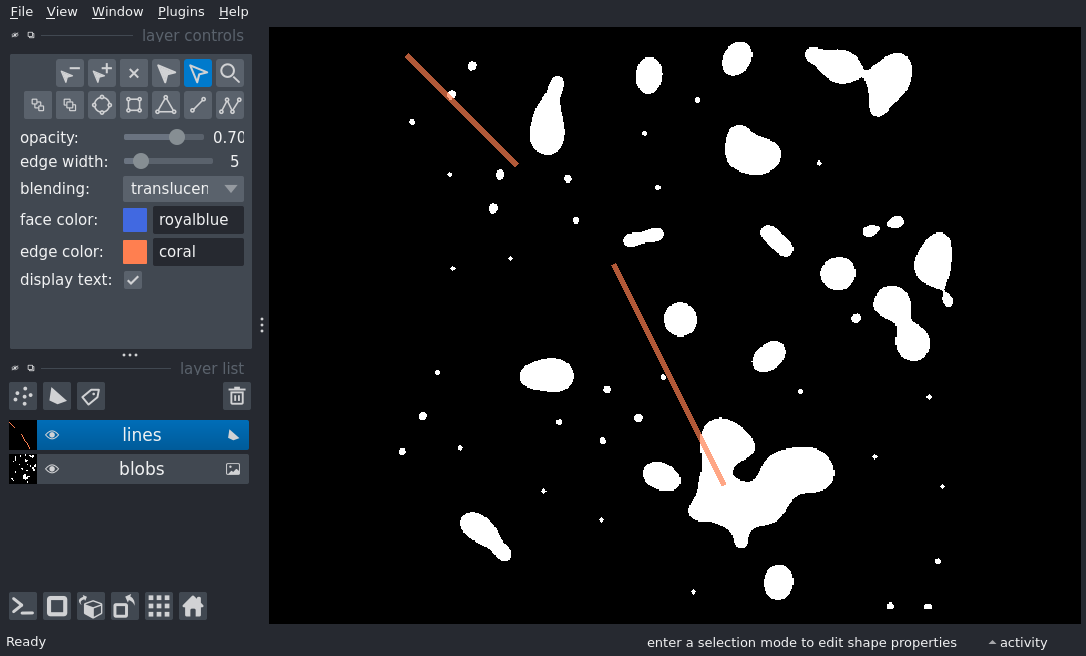 File View Window Plugins Help
layer controls
opacity: 0.70
edge width: 5
blending: translucen
face color: royalblue
edge color: coral
display text:
layer list
lines
blobs
Ready enter a selection mode to edit shape properties activity